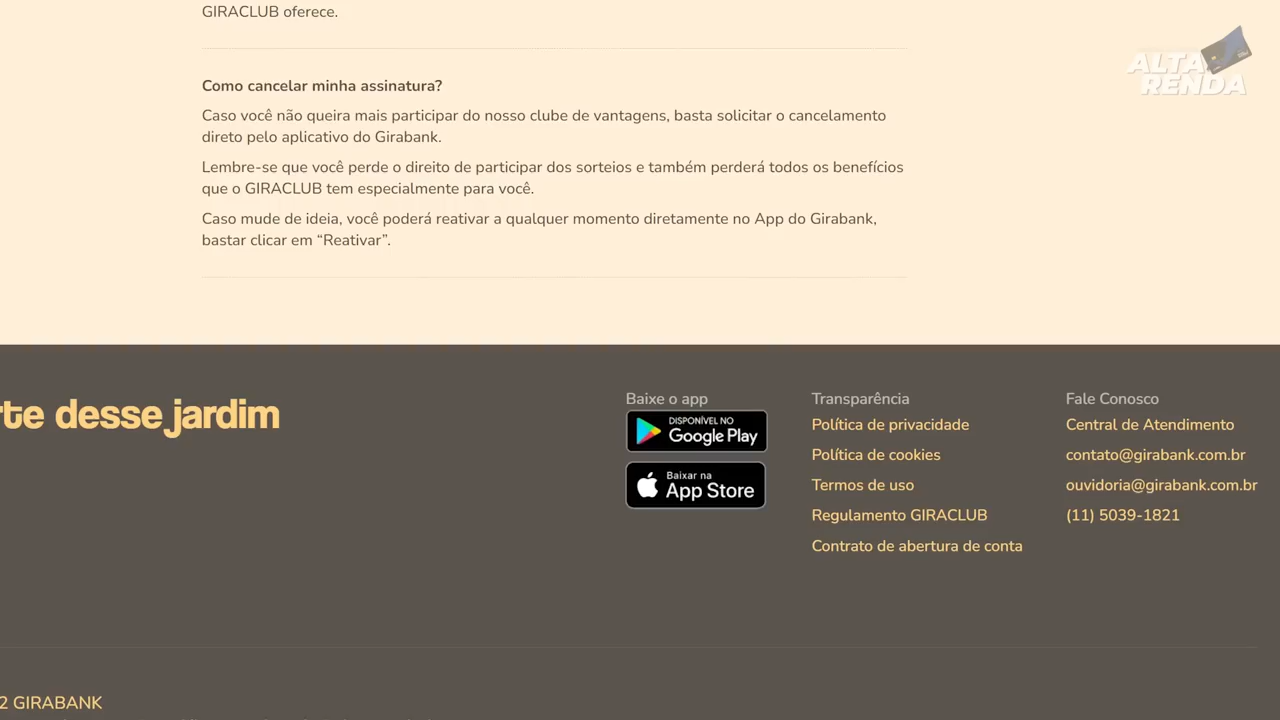 GIRACLUB oferece.
ALTA
RENDA
Como cancelar minha assinatura?
Caso você não queira mais participar do nosso clube de vantagens, basta solicitar o cancelamento
direto pelo aplicativo do Girabank.
Lembre-se que você perde o direito de participar dos sorteios e também perderá todos os benefícios
que o GIRACLUB tem especialmente para você.
Caso mude de ideia, você poderá reativar a qualquer momento diretamente no App do Girabank,
bastar clicar em “Reativar”.
rte desse jardim
Baixe o app
DISPONÍVEL NO
Google Play
Baixar na
App Store
Transparência
Política de privacidade
Política de cookies
Termos de uso
Regulamento GIRACLUB
Contrato de abertura de conta
Fale Conosco
Central de Atendimento
contato@girabank.com.br
ouvidoria@girabank.com.br
(11) 5039-1821
2 GIRABANK